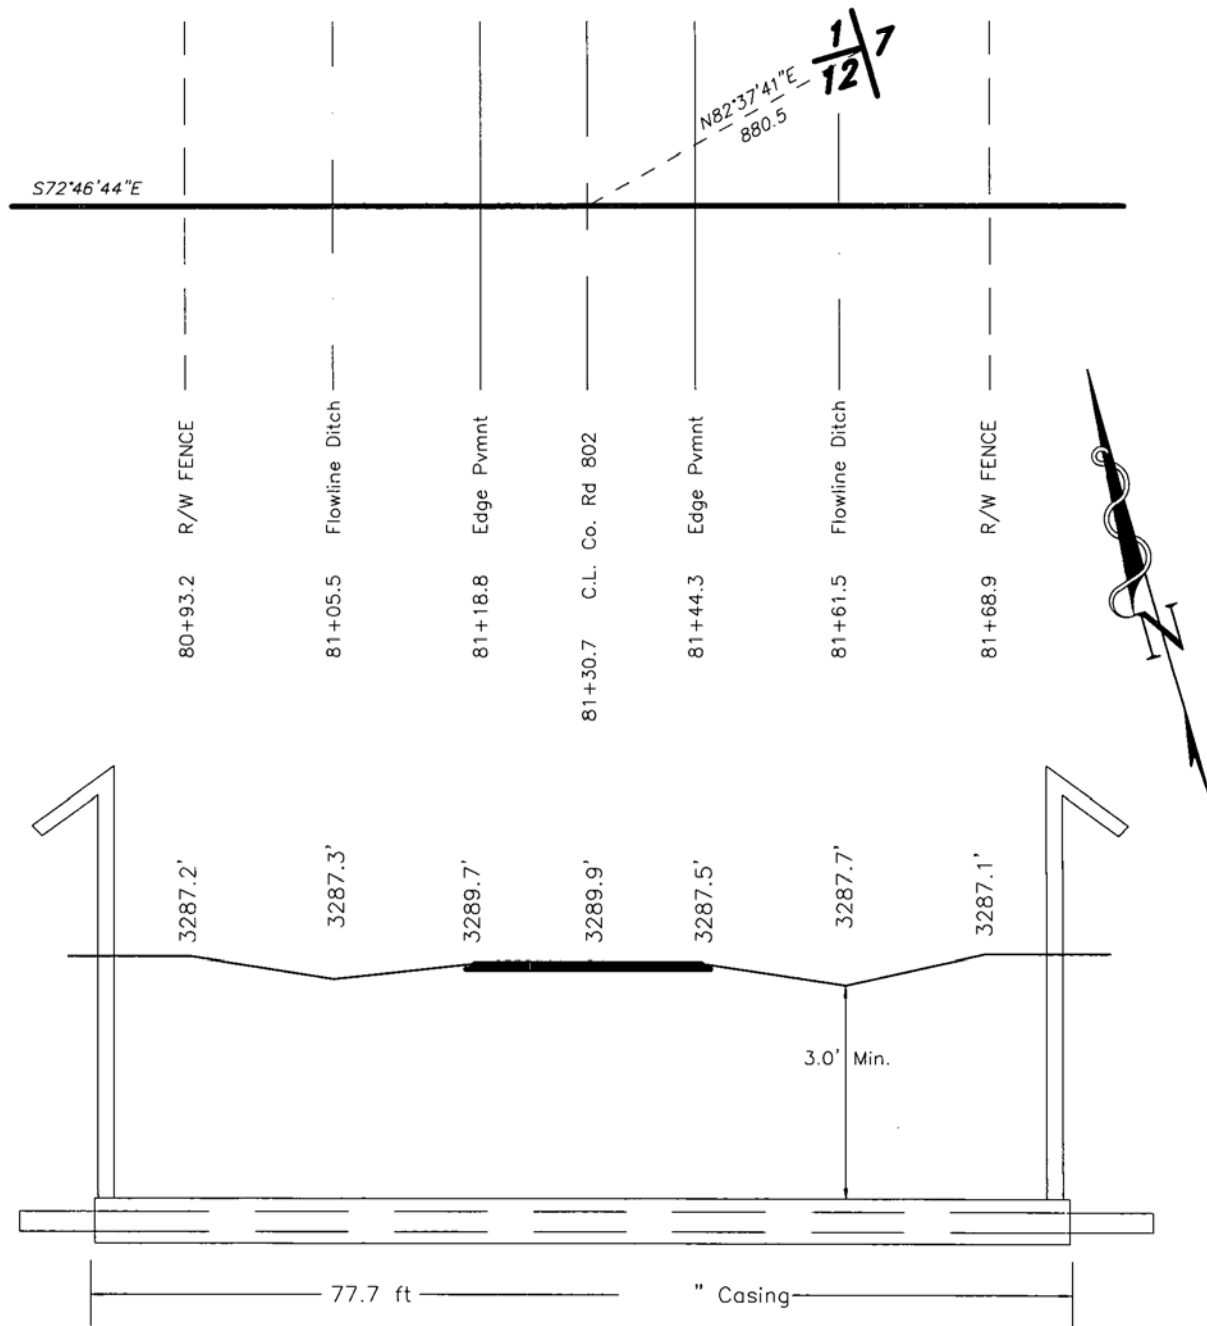 1
12
7
N82°37'41"E
880.5
S72°46'44"E
80+93.2 R/W FENCE
81+05.5 Flowline Ditch
81+18.8 Edge Pvmnt
81+30.7 C.L. Co. Rd 802
81+44.3 Edge Pvmnt
81+61.5 Flowline Ditch
81+68.9 R/W FENCE
N
3287.2'
3287.3'
3289.7'
3289.9'
3287.5'
3287.7'
3287.1'
3.0' Min.
77.7 ft " Casing